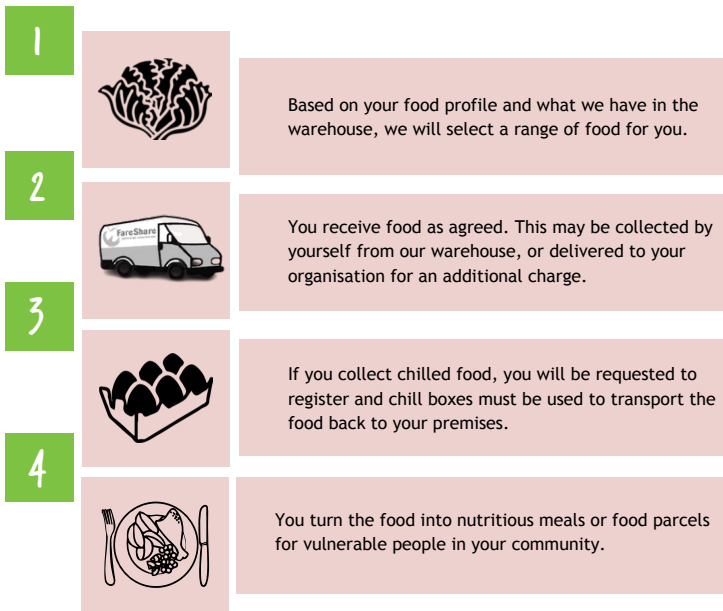 1
Based on your food profile and what we have in the
warehouse, we will select a range of food for you.
2
FareShare
You receive food as agreed. This may be collected by
yourself from our warehouse, or delivered to your
organisation for an additional charge.
3
If you collect chilled food, you will be requested to
register and chill boxes must be used to transport the
food back to your premises.
4
You turn the food into nutritious meals or food parcels
for vulnerable people in your community.